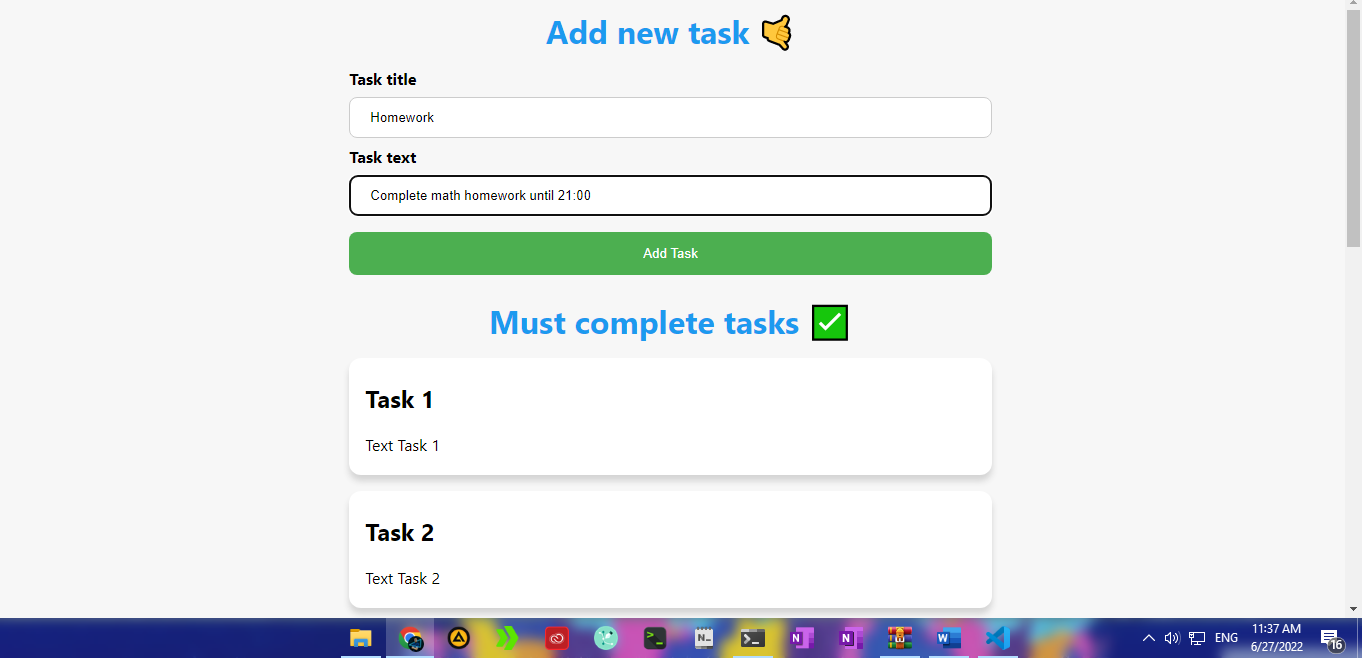 Add new task
Task title
Homework
Task text
Complete math homework until 21:00
Add Task
Must complete tasks
Task 1
Text Task 1
Task 2
Text Task 2
ENG
11:37 AM
6/27/2022
16